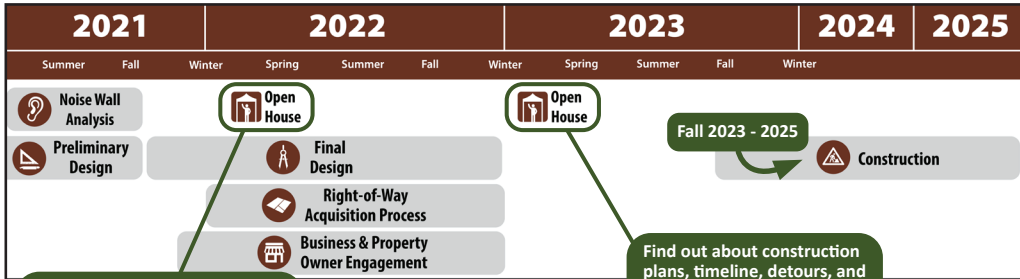 2021 2022 2023 2024 2025
Summer Fall Winter Spring Summer Fall Winter Spring Summer Fall Winter
Noise Wall
Analysis
Open
House
Open
House
Fall 2023 - 2025
Preliminary
Design
Final
Design
Construction
Right-of-Way
Acquisition Process
Business & Property
Owner Engagement
Find out about construction
plans, timeline, detours, and